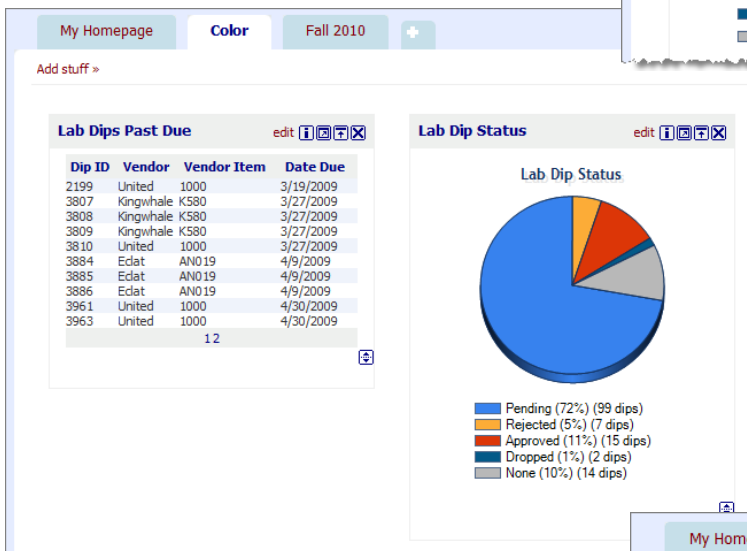 My Homepage Color Fall 2010
Add stuff »
Lab Dips Past Due edit
Dip ID Vendor Vendor Item Date Due
2199 United 1000 3/19/2009
3807 Kingwhale K580 3/27/2009
3808 Kingwhale K580 3/27/2009
3809 Kingwhale K580 3/27/2009
3810 United 1000 3/27/2009
3884 Eclat AN019 4/9/2009
3885 Eclat AN019 4/9/2009
3886 Eclat AN019 4/9/2009
3961 United 1000 4/30/2009
3963 United 1000 4/30/2009
1 2
Lab Dip Status edit
Lab Dip Status
Pending (72%) (99 dips)
Rejected (5%) (7 dips)
Approved (11%) (15 dips)
Dropped (1%) (2 dips)
None (10%) (14 dips)
My Hom